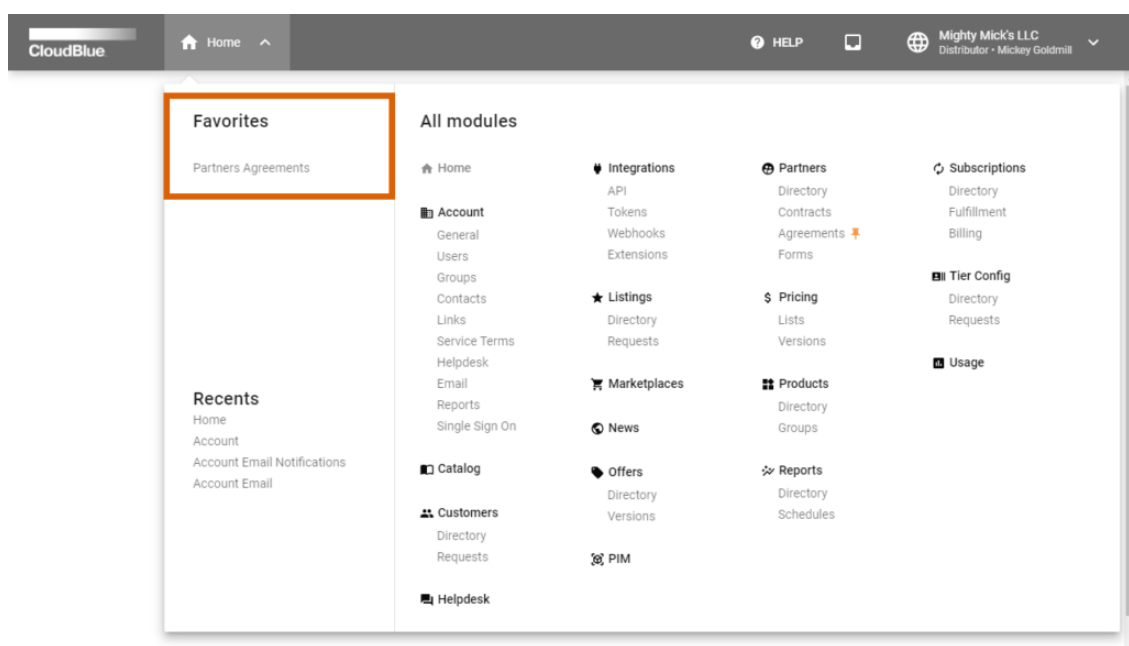 CloudBlue
Home
HELP
Mighty Mick's LLC
Distributor • Mickey Goldmill
Favorites
Partners Agreements
Recents
Home
Account
Account Email Notifications
Account Email
All modules
Home
Account
General
Users
Groups
Contacts
Links
Service Terms
Helpdesk
Email
Reports
Single Sign On
Catalog
Customers
Directory
Requests
Helpdesk
Integrations
API
Tokens
Webhooks
Extensions
Listings
Directory
Requests
Marketplaces
News
Offers
Directory
Versions
PIM
Partners
Directory
Contracts
Agreements
Forms
Pricing
Lists
Versions
Products
Directory
Groups
Reports
Directory
Schedules
Subscriptions
Directory
Fulfillment
Billing
Tier Config
Directory
Requests
Usage